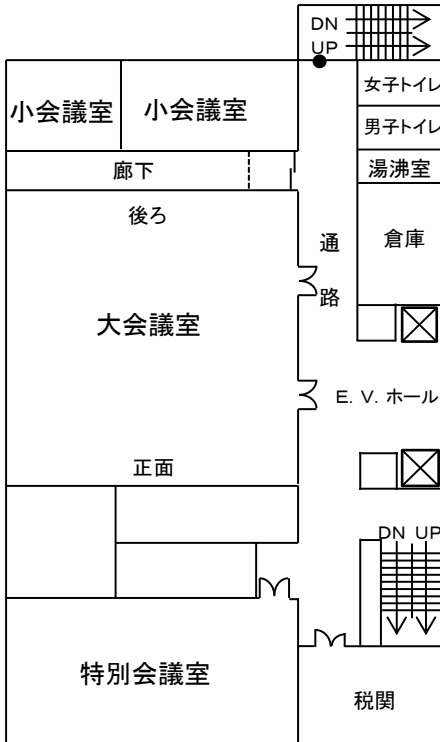 DN
UP
女子トイレ
小会議室
小会議室
男子トイレ
廊下
湯沸室
後ろ
通路
倉庫
大会議室
E. V. ホール
正面
DN UP
特別会議室
税関